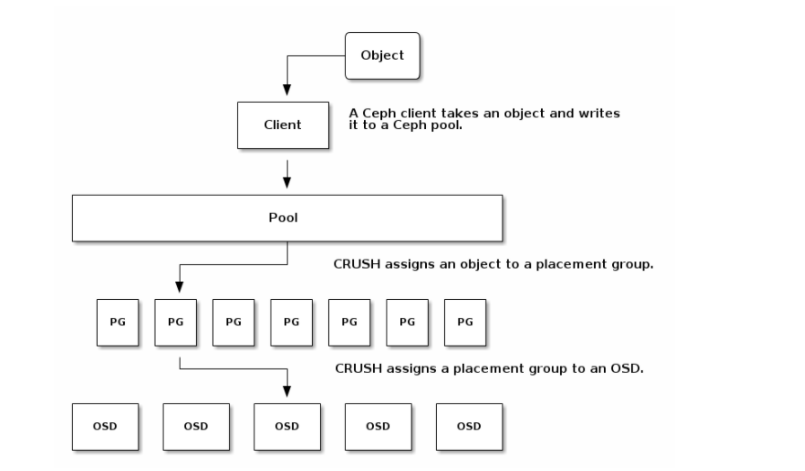 Object
Client
A Ceph client takes an object and writes
it to a Ceph pool.
Pool
CRUSH assigns an object to a placement group.
PG PG PG PG PG PG PG
CRUSH assigns a placement group to an OSD.
OSD OSD OSD OSD OSD